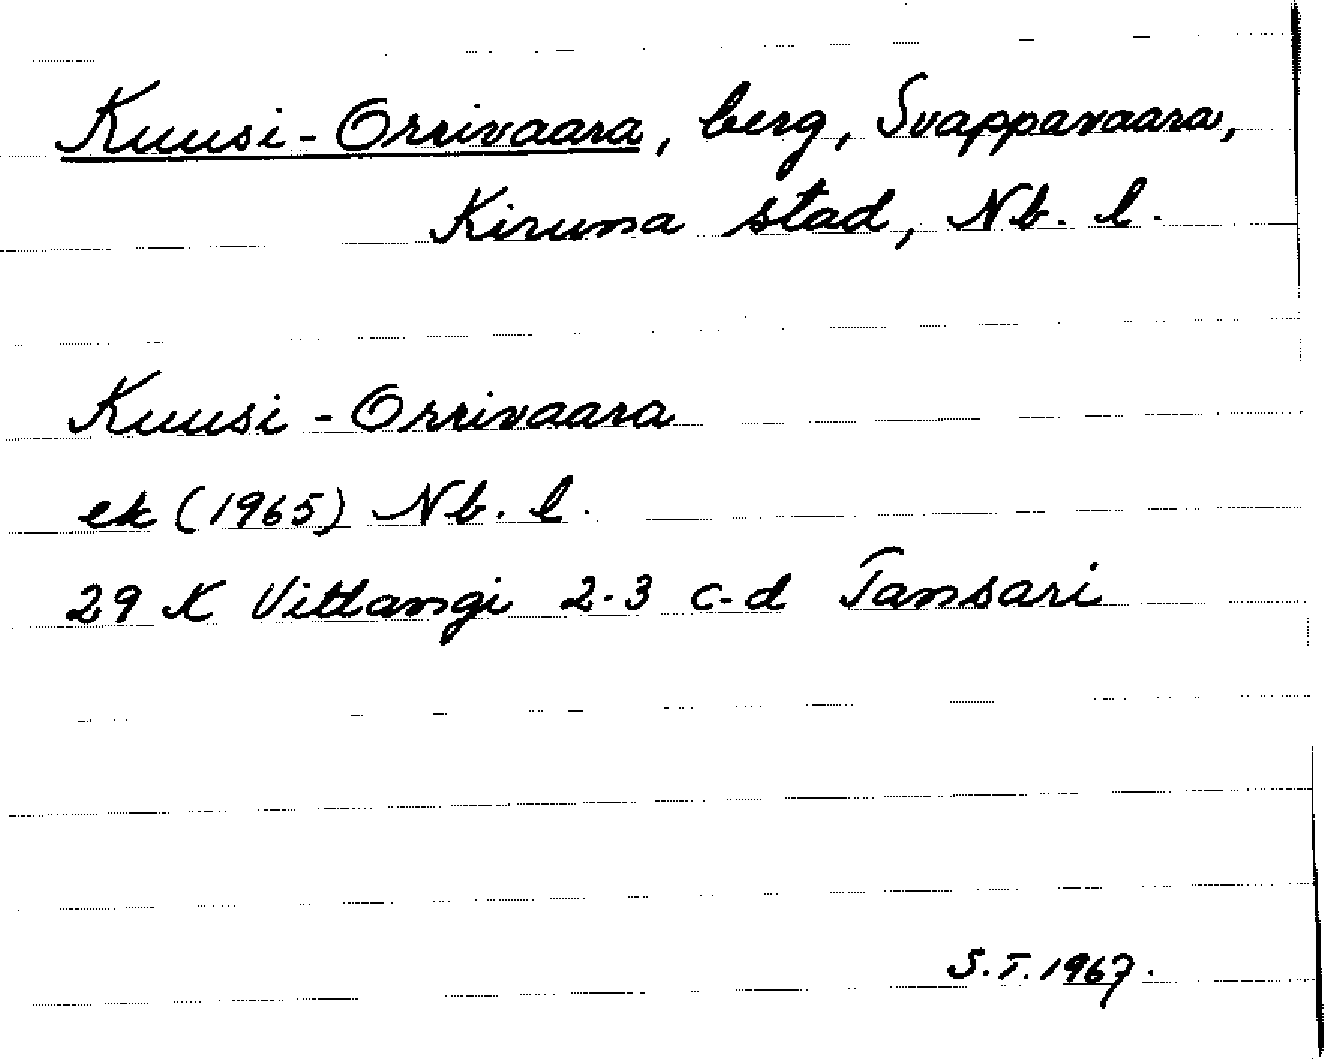 Kuusi-Orrivaara, berg, Svappavaara,
Kiruna stad, Nb. l.
Kuusi-Orrivaara
ek (1965) Nb. l.
29 K Vittangi 2-3 c-d Tansari
S.T. 1967.